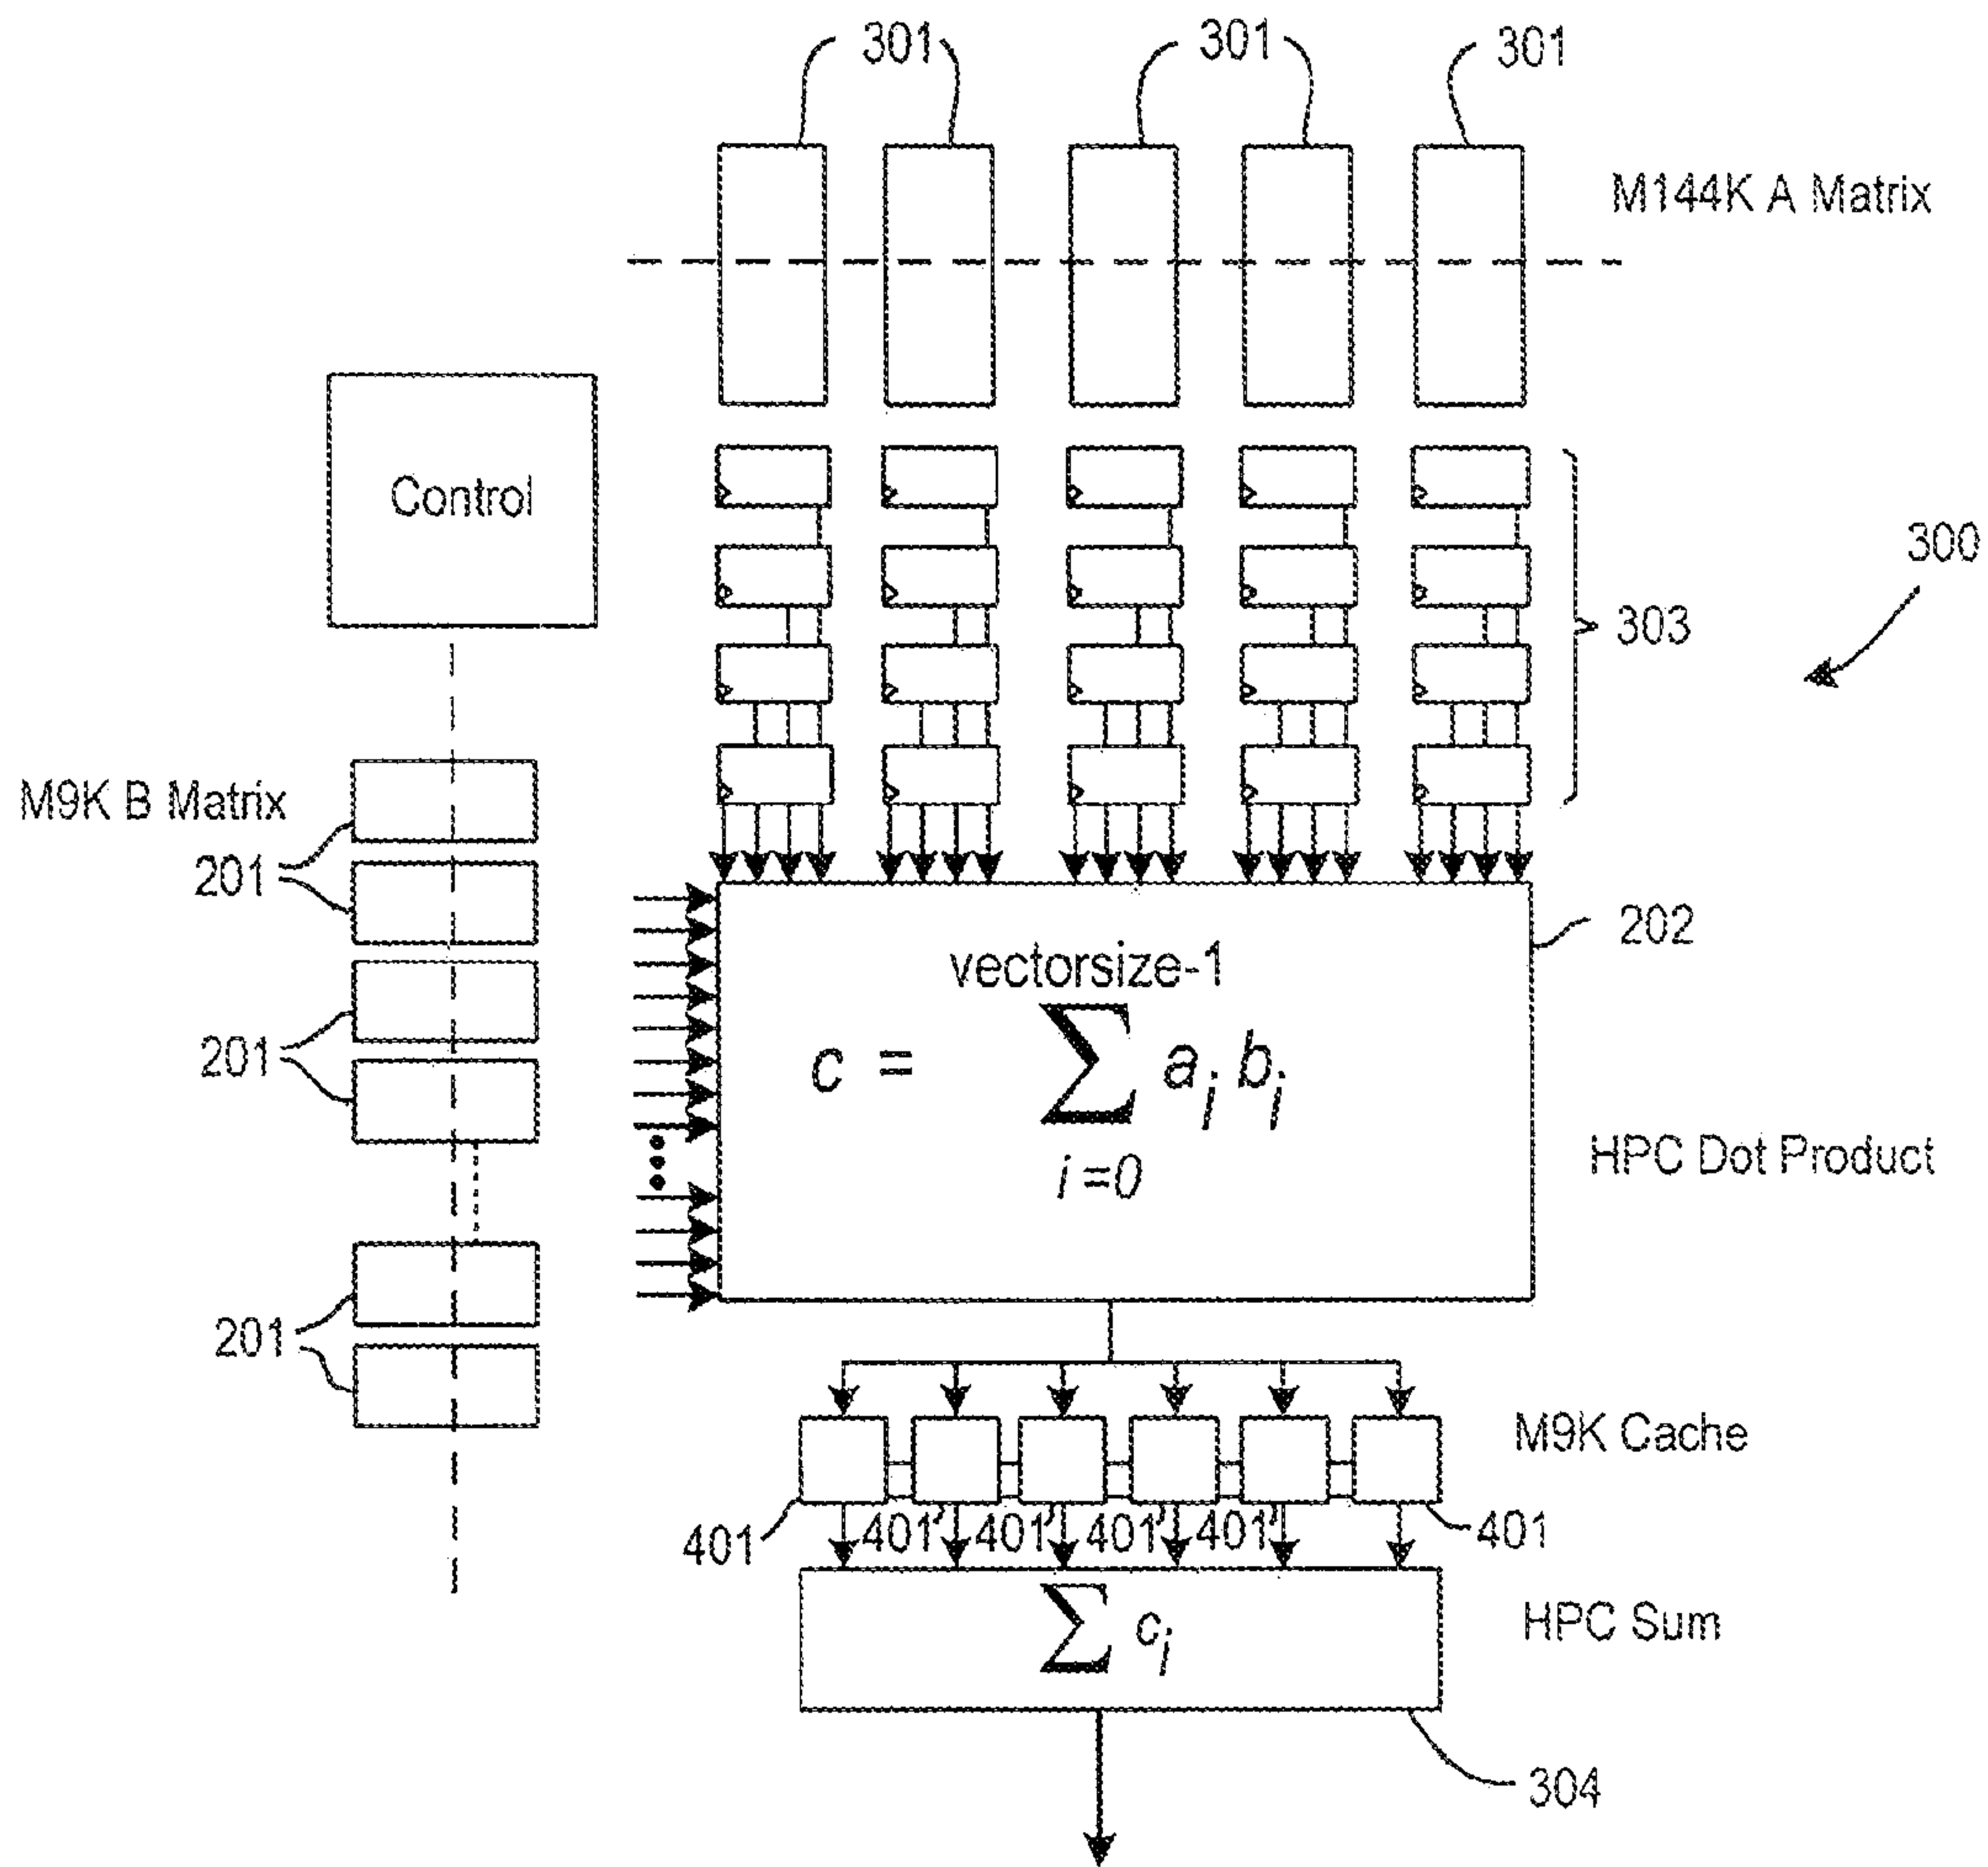 301 301 301
M144K A Matrix
Control
300
303
M9K B Matrix
201
202
vectorsize-1
c = ∑ a_i b_i
i=0
201
HPC Dot Product
201
M9K Cache
401 401' 401' 401' 401' 401
∑ c_i
HPC Sum
304